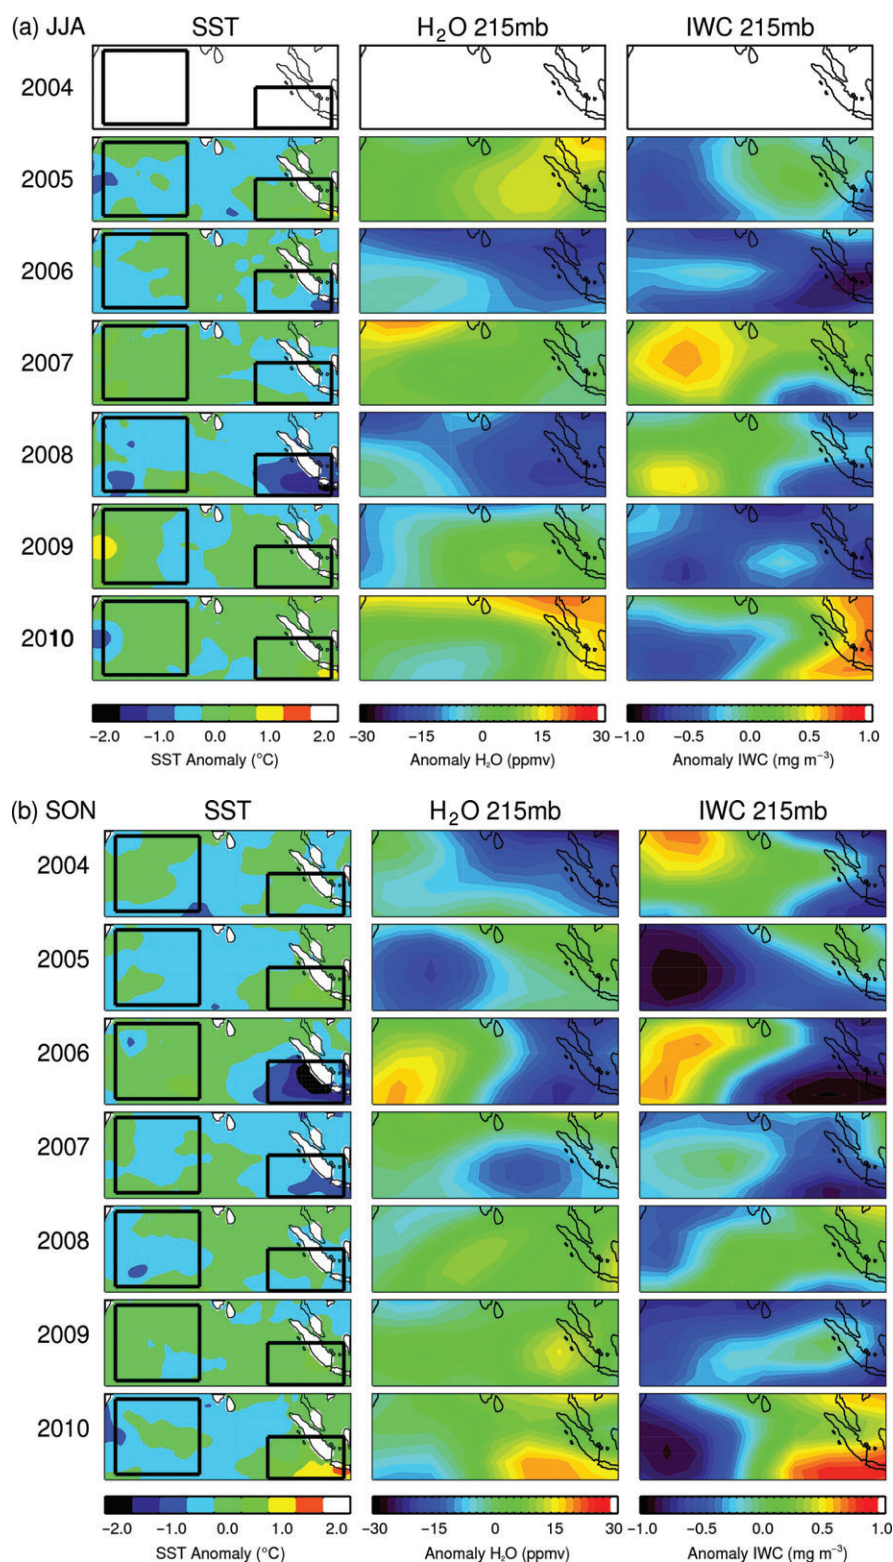 (a) JJA SST H₂O 215mb IWC 215mb
2004
2005
2006
2007
2008
2009
2010
−2.0 −1.0 0.0 1.0 2.0 −30 −15 0 15 30 −1.0 −0.5 0.0 0.5 1.0
SST Anomaly (°C) Anomaly H₂O (ppmv) Anomaly IWC (mg m⁻³)
(b) SON SST H₂O 215mb IWC 215mb
2004
2005
2006
2007
2008
2009
2010
−2.0 −1.0 0.0 1.0 2.0 −30 −15 0 15 30 −1.0 −0.5 0.0 0.5 1.0
SST Anomaly (°C) Anomaly H₂O (ppmv) Anomaly IWC (mg m⁻³)